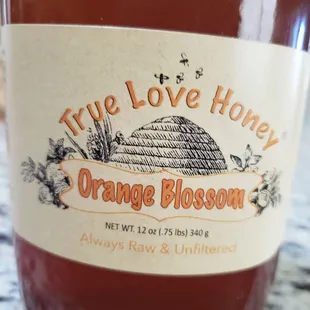 True Love Honey
Orange Blossom
NET WT. 12 oz (.75 lbs) 340 g
Always Raw & Unfiltered